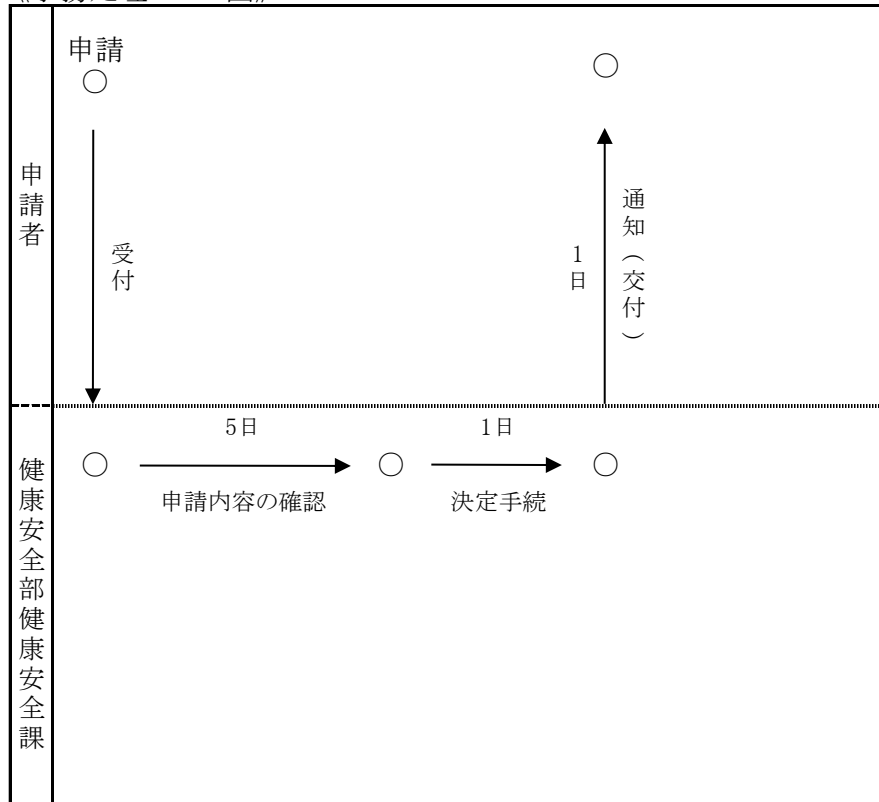 申請
申請者
受付
1日
通知(交付)
5日
1日
申請内容の確認
決定手続
健康安全部健康安全課